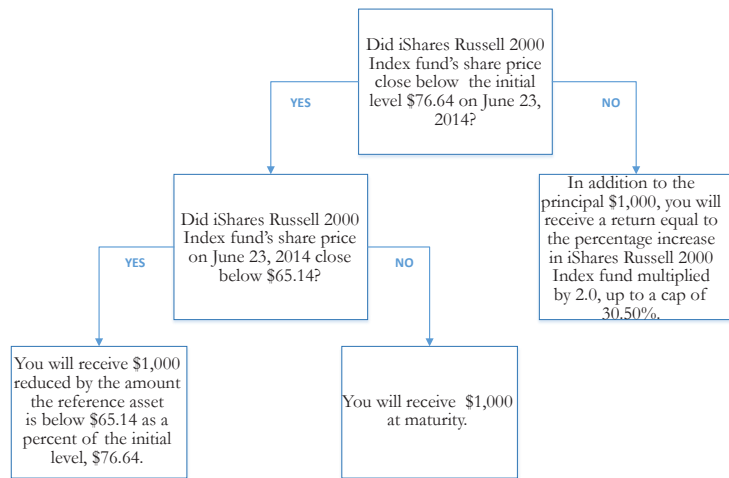 Did iShares Russell 2000
Index fund's share price
close below the initial
level $76.64 on June 23,
2014?
YES
NO
Did iShares Russell 2000
Index fund's share price
on June 23, 2014 close
below $65.14?
In addition to the
principal $1,000, you will
receive a return equal to
the percentage increase
in iShares Russell 2000
Index fund multiplied
by 2.0, up to a cap of
30.50%.
YES
NO
You will receive $1,000
reduced by the amount
the reference asset
is below $65.14 as a
percent of the initial
level, $76.64.
You will receive $1,000
at maturity.